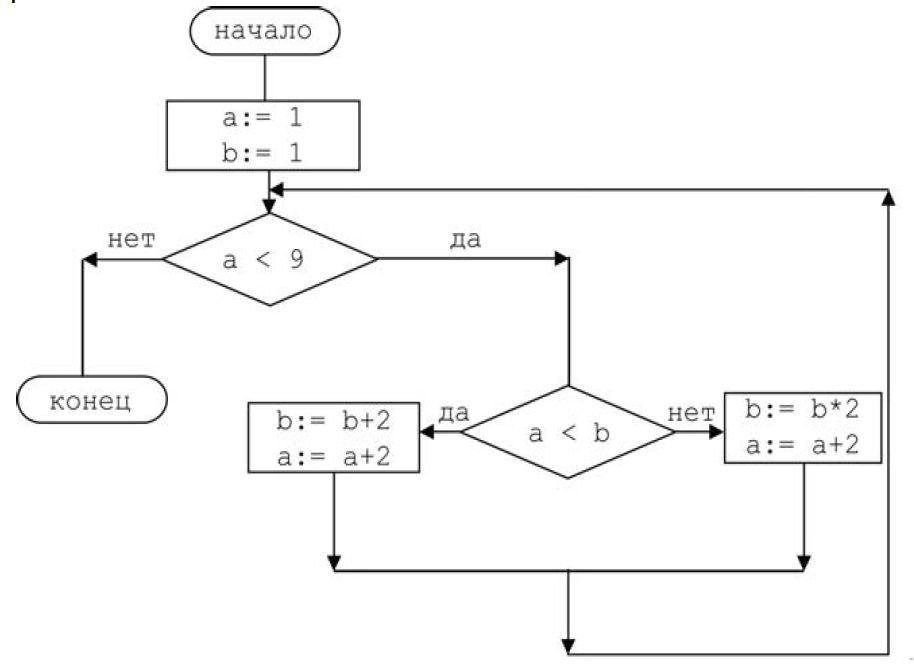 начало
a:= 1
b:= 1
нет
a < 9
да
конец
b:= b+2
a:= a+2
да
a < b
нет
b:= b*2
a:= a+2